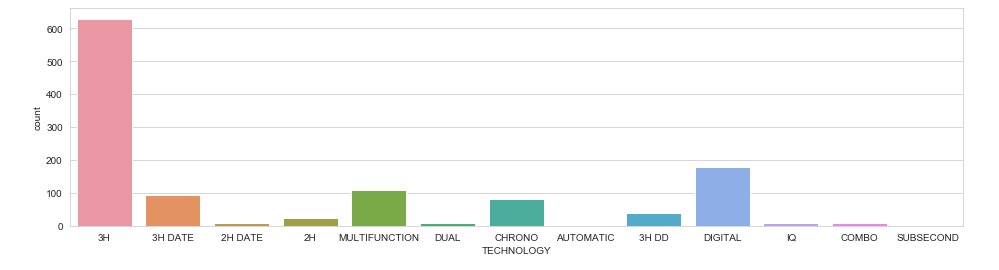 600
500
400
300
200
100
0
count
3H 3H DATE 2H DATE 2H MULTIFUNCTION DUAL CHRONO AUTOMATIC 3H DD DIGITAL IQ COMBO SUBSECOND
TECHNOLOGY